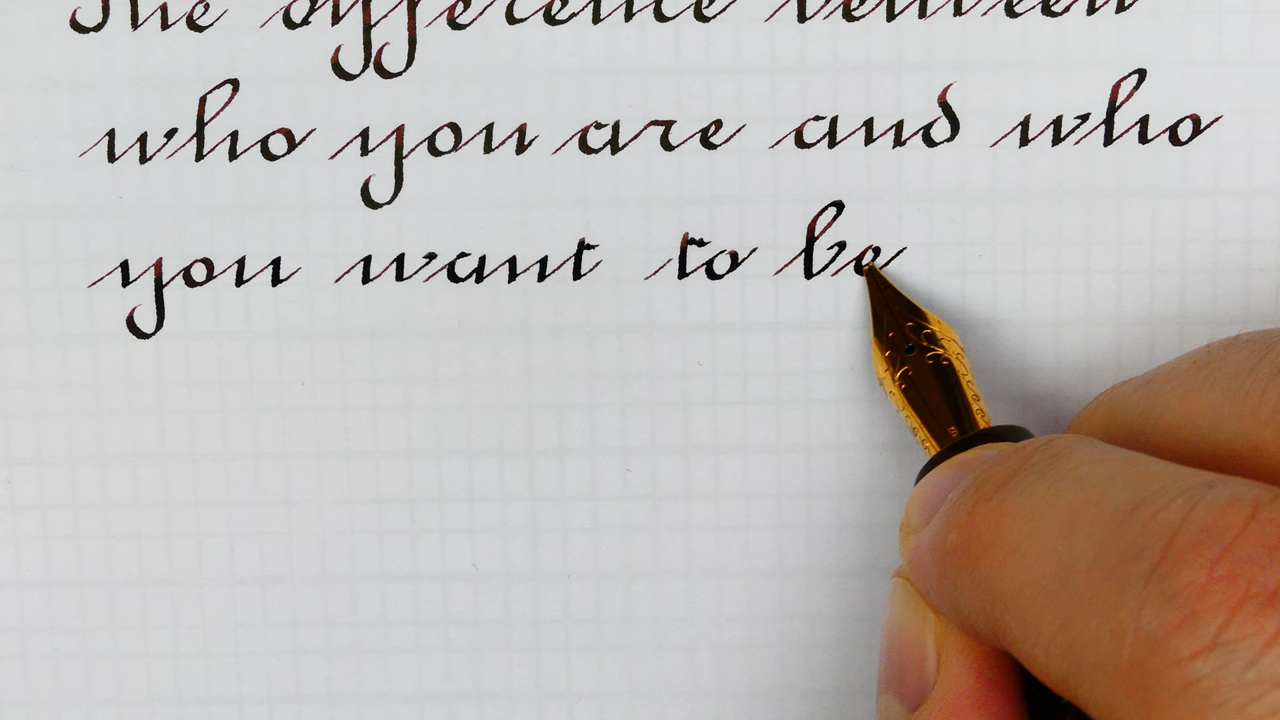 The difference between
who you are and who
you want to be